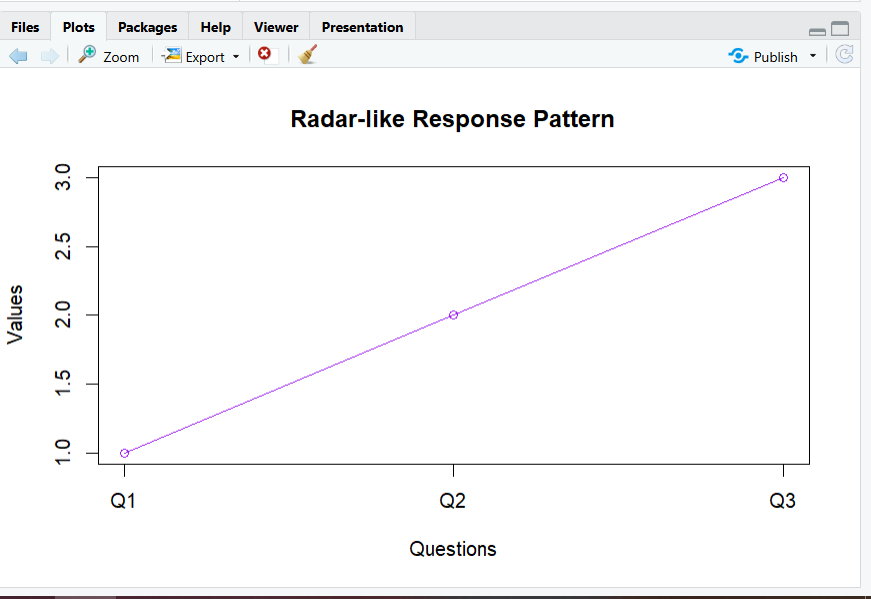 Files Plots Packages Help Viewer Presentation
Zoom Export Publish
Radar-like Response Pattern
3.0
2.5
2.0
1.5
1.0
Values
Q1 Q2 Q3
Questions